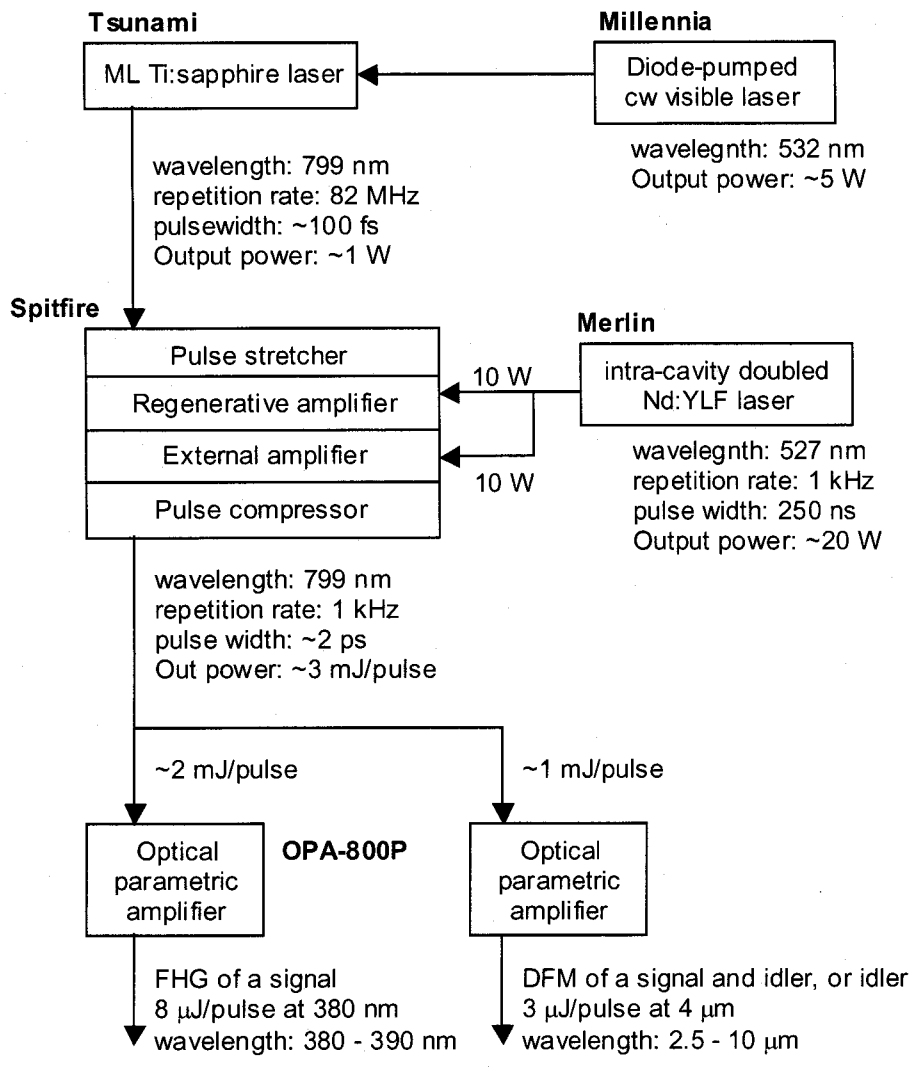 Tsunami
ML Ti:sapphire laser
Millennia
Diode-pumped
cw visible laser
wavelength: 799 nm
repetition rate: 82 MHz
pulsewidth: ~100 fs
Output power: ~1 W
wavelegnth: 532 nm
Output power: ~5 W
Spitfire
Pulse stretcher
Regenerative amplifier
External amplifier
Pulse compressor
10 W
10 W
Merlin
intra-cavity doubled
Nd:YLF laser
wavelegnth: 527 nm
repetition rate: 1 kHz
pulse width: 250 ns
Output power: ~20 W
wavelength: 799 nm
repetition rate: 1 kHz
pulse width: ~2 ps
Out power: ~3 mJ/pulse
~2 mJ/pulse
~1 mJ/pulse
Optical
parametric
amplifier
OPA-800P
Optical
parametric
amplifier
FHG of a signal
8 μJ/pulse at 380 nm
wavelength: 380 - 390 nm
DFM of a signal and idler, or idler
3 μJ/pulse at 4 μm
wavelength: 2.5 - 10 μm